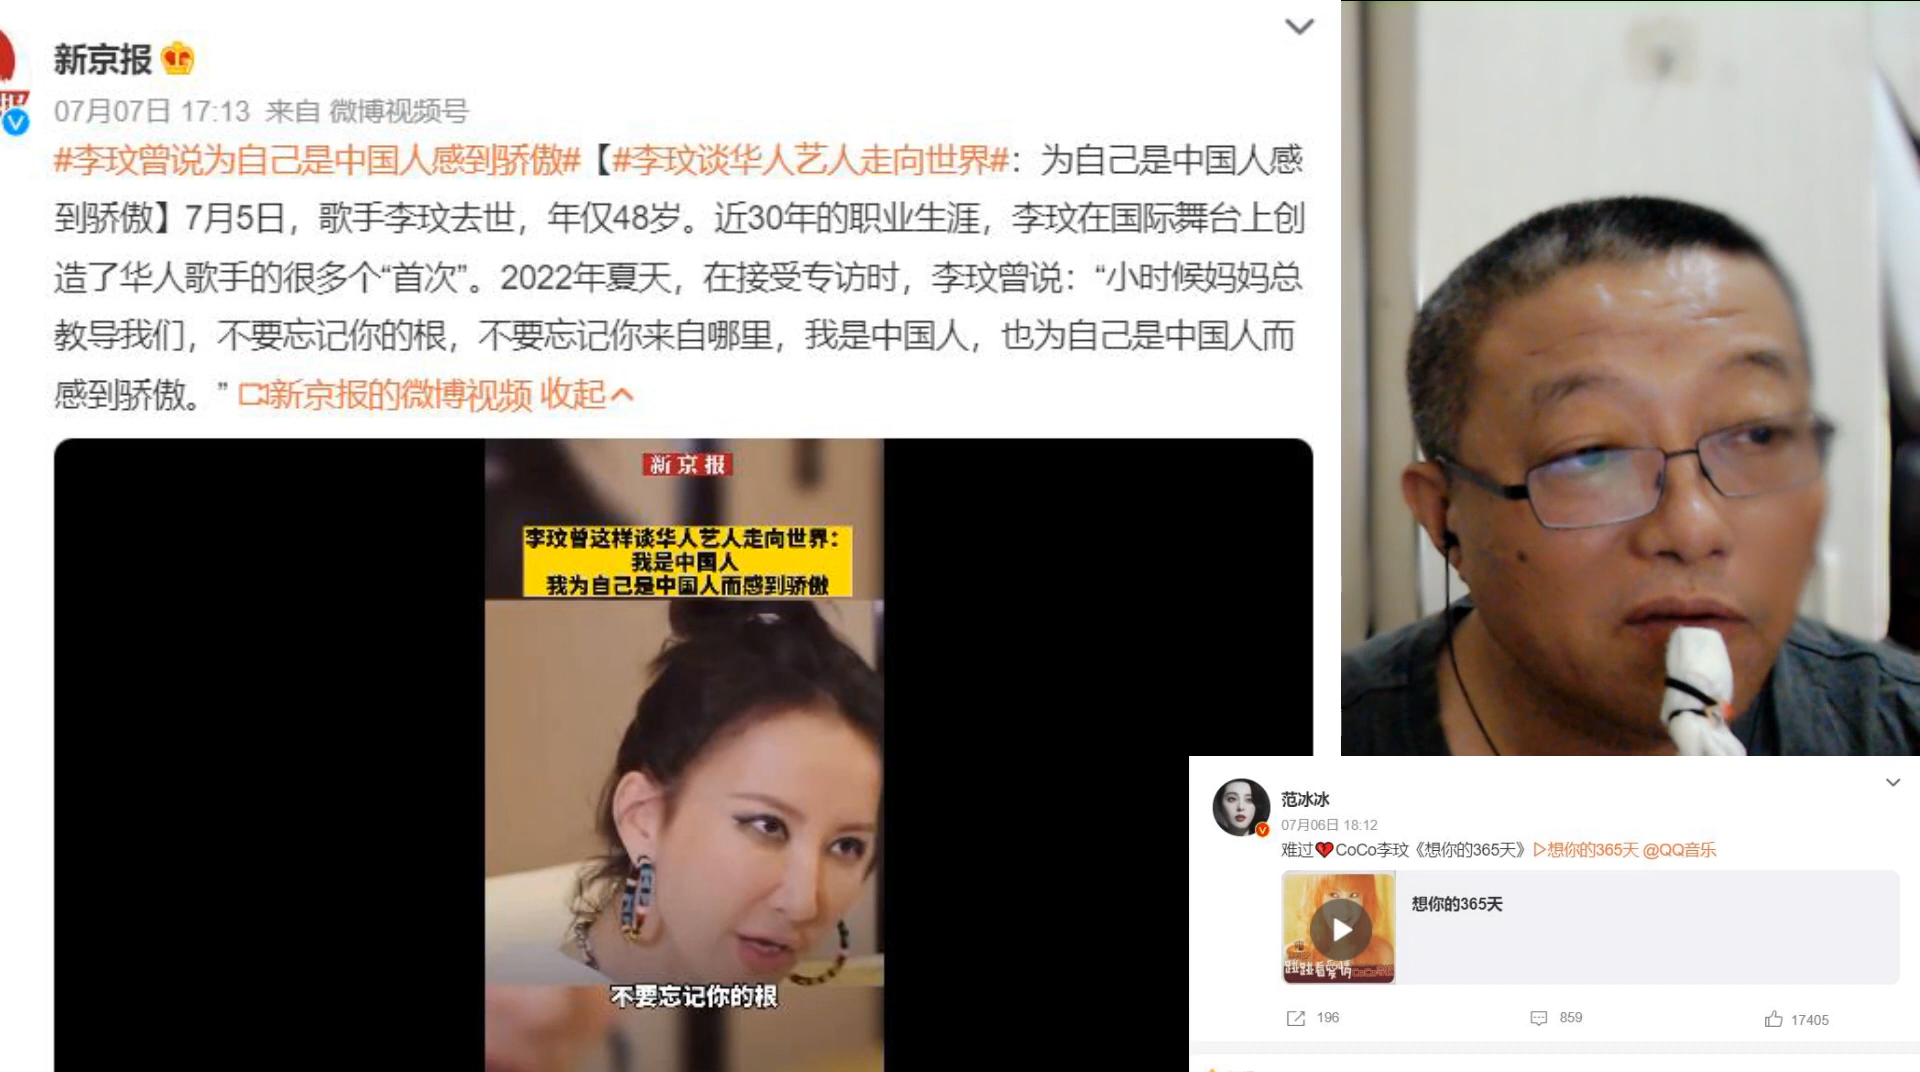 新京报
07月07日 17:13 来自 微博视频号
#李玟曾说为自己是中国人感到骄傲#【#李玟谈华人艺人走向世界#：为自己是中国人感
到骄傲】7月5日，歌手李玟去世，年仅48岁。近30年的职业生涯，李玟在国际舞台上创
造了华人歌手的很多个“首次”。2022年夏天，在接受专访时，李玟曾说：“小时候妈妈总
教导我们，不要忘记你的根，不要忘记你来自哪里，我是中国人，也为自己是中国人而
感到骄傲。” 新京报的微博视频 收起
新京报
李玟曾这样谈华人艺人走向世界：
我是中国人
我为自己是中国人而感到骄傲
不要忘记你的根
范冰冰
07月06日 18:12
难过💔CoCo李玟《想你的365天》想你的365天 @QQ音乐
想你的365天
196
859
17405